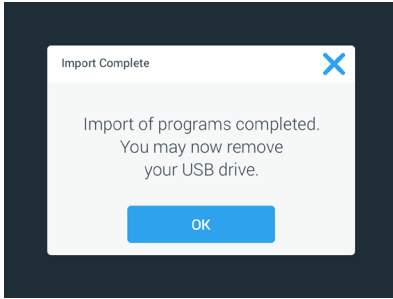 Import Complete
Import of programs completed.
You may now remove
your USB drive.
OK